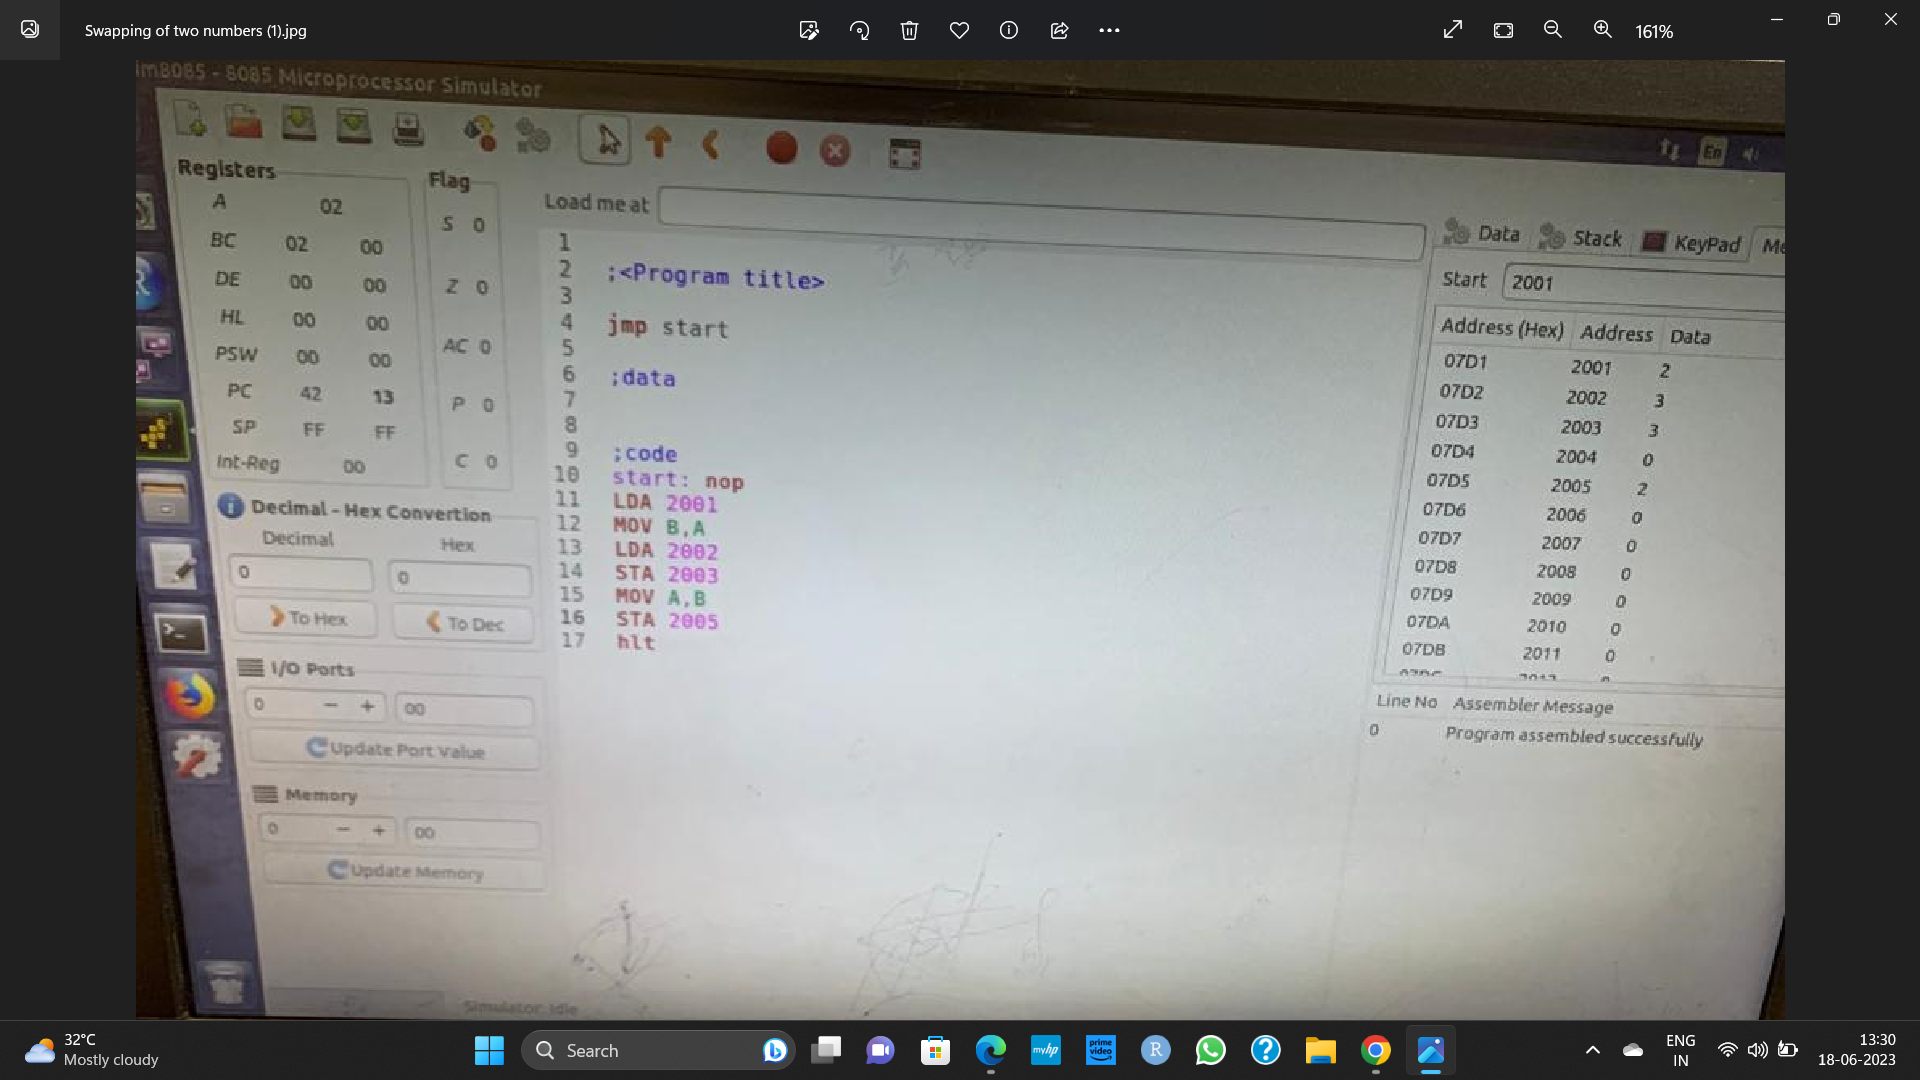 Swapping of two numbers (1).jpg
161%
im8085 - 8085 Microprocessor Simulator
En
Registers
A 02
BC 02 00
DE 00 00
HL 00 00
PSW 00 00
PC 42 13
SP FF FF
Int-Reg 00
Flag
S 0
Z 0
AC 0
P 0
C 0
Decimal - Hex Convertion
Decimal Hex
0 0
To Hex To Dec
I/O Ports
0 − + 00
Update Port Value
Memory
0 − + 00
Update Memory
Load me at
1
2 ;<Program title>
3
4 jmp start
5
6 ;data
7
8
9 ;code
10 start: nop
11 LDA 2001
12 MOV B,A
13 LDA 2002
14 STA 2003
15 MOV A,B
16 STA 2005
17 hlt
Simulator: Idle
Data Stack KeyPad Me
Start 2001
Address (Hex) Address Data
07D1 2001 2
07D2 2002 3
07D3 2003 3
07D4 2004 0
07D5 2005 2
07D6 2006 0
07D7 2007 0
07D8 2008 0
07D9 2009 0
07DA 2010 0
07DB 2011 0
Line No Assembler Message
0 Program assembled successfully
32°C
Mostly cloudy
Search
myhp
prime video
R
ENG
IN
13:30
18-06-2023